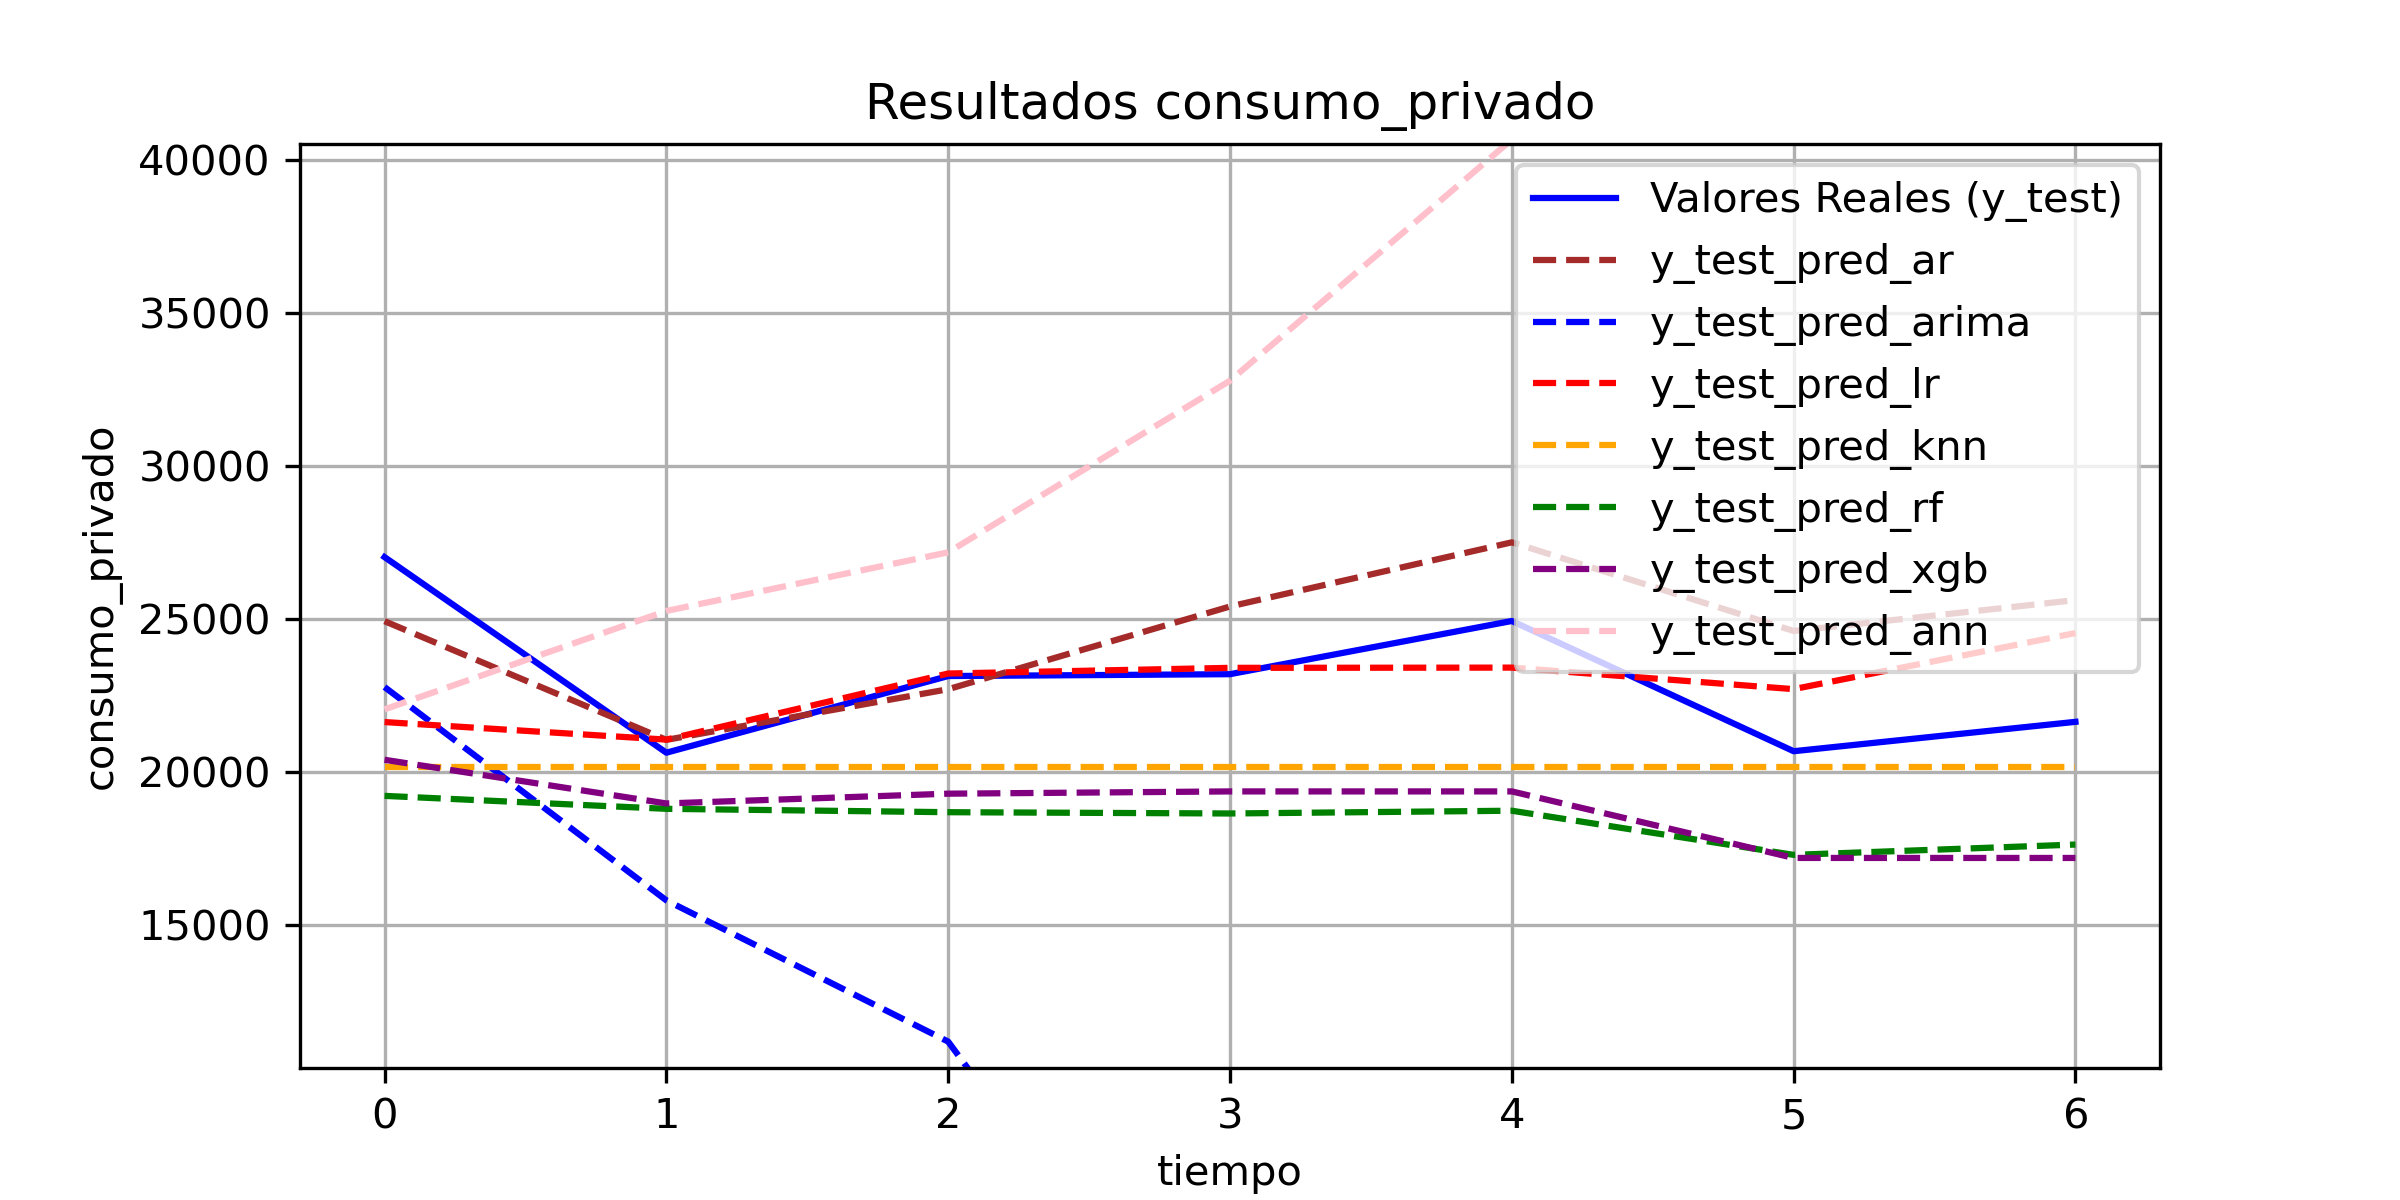 Resultados consumo_privado
consumo_privado
40000
35000
30000
25000
20000
15000
Valores Reales (y_test)
y_test_pred_ar
y_test_pred_arima
y_test_pred_lr
y_test_pred_knn
y_test_pred_rf
y_test_pred_xgb
y_test_pred_ann
0 1 2 3 4 5 6
tiempo